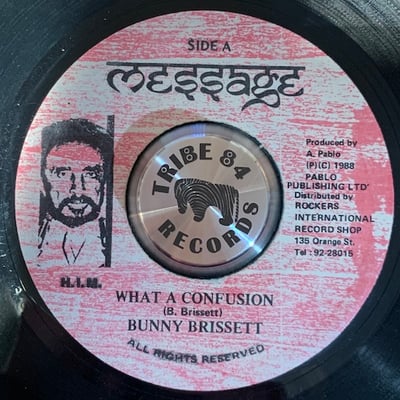 SIDE A
MESSAGE
Produced by
A. Pablo
(P)(C) 1988
PABLO
PUBLISHING LTD'
Distributed by
ROCKERS
INTERNATIONAL
RECORD SHOP
135 Orange St.
Tel : 92-28015
TRIBE 84
RECORDS
H.I.M.
WHAT A CONFUSION
(B. Brissett)
BUNNY BRISSETT
ALL RIGHTS RESERVED